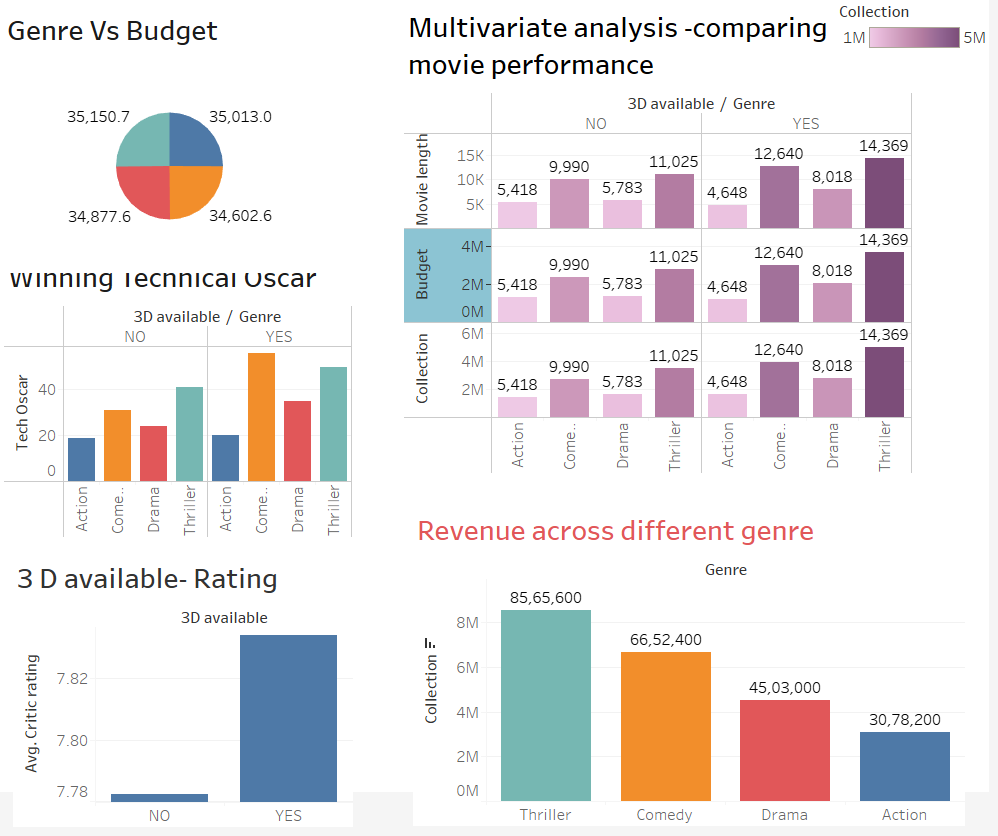 Genre Vs Budget
35,150.7
35,013.0
34,877.6
34,602.6
Winning Technical Oscar
3D available / Genre
NO
YES
Tech Oscar
40
20
0
Action
Come..
Drama
Thriller
Action
Come..
Drama
Thriller
3 D available- Rating
3D available
Avg. Critic rating
7.82
7.80
7.78
NO
YES
Multivariate analysis -comparing
movie performance
Collection
1M
5M
3D available / Genre
NO
YES
Movie length
15K
10K
5K
5,418
9,990
5,783
11,025
4,648
12,640
8,018
14,369
Budget
4M
2M
0M
5,418
9,990
5,783
11,025
4,648
12,640
8,018
14,369
Collection
6M
4M
2M
5,418
9,990
5,783
11,025
4,648
12,640
8,018
14,369
Action
Come..
Drama
Thriller
Action
Come..
Drama
Thriller
Revenue across different genre
Genre
Collection
8M
6M
4M
2M
0M
85,65,600
66,52,400
45,03,000
30,78,200
Thriller
Comedy
Drama
Action